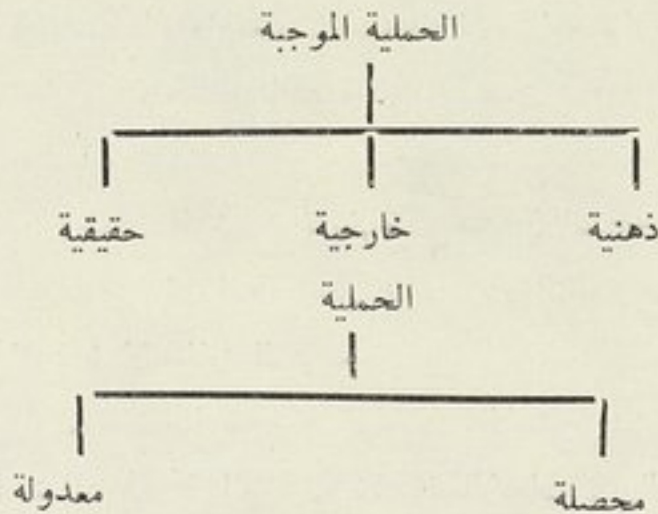 الحملية الموجبة
ذهنية خارجية حقيقية
الحملية
محصلة معدولة